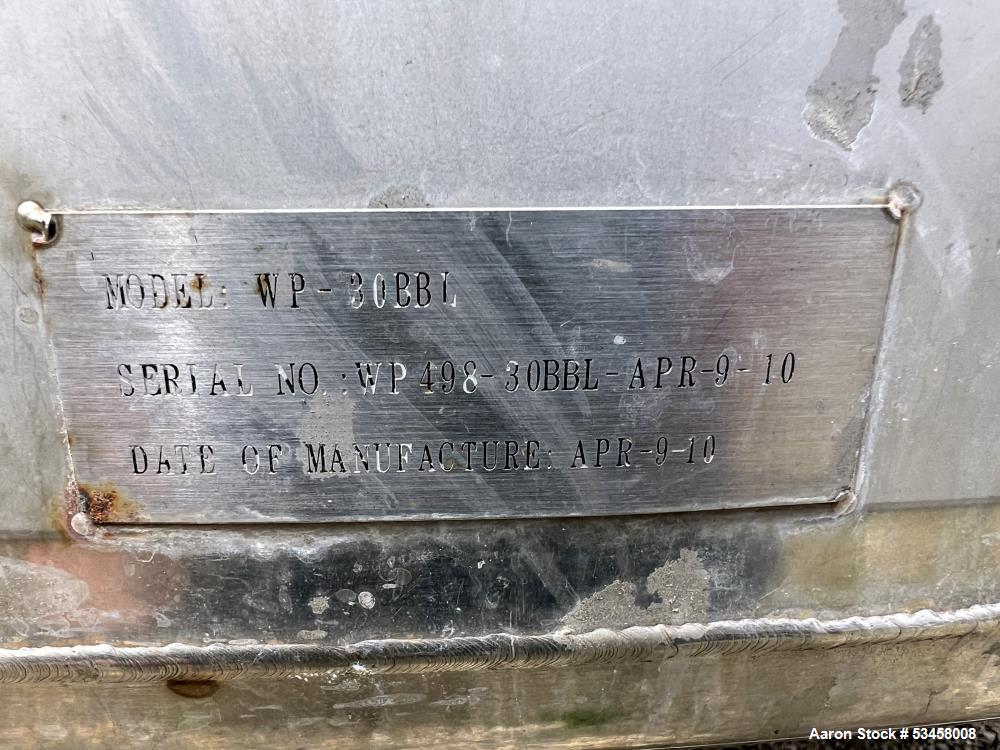 MODEL: WP-30BBL
SERIAL NO.:WP498-30BBL-APR-9-10
DATE OF MANUFACTURE: APR-9-10
Aaron Stock # 53458008